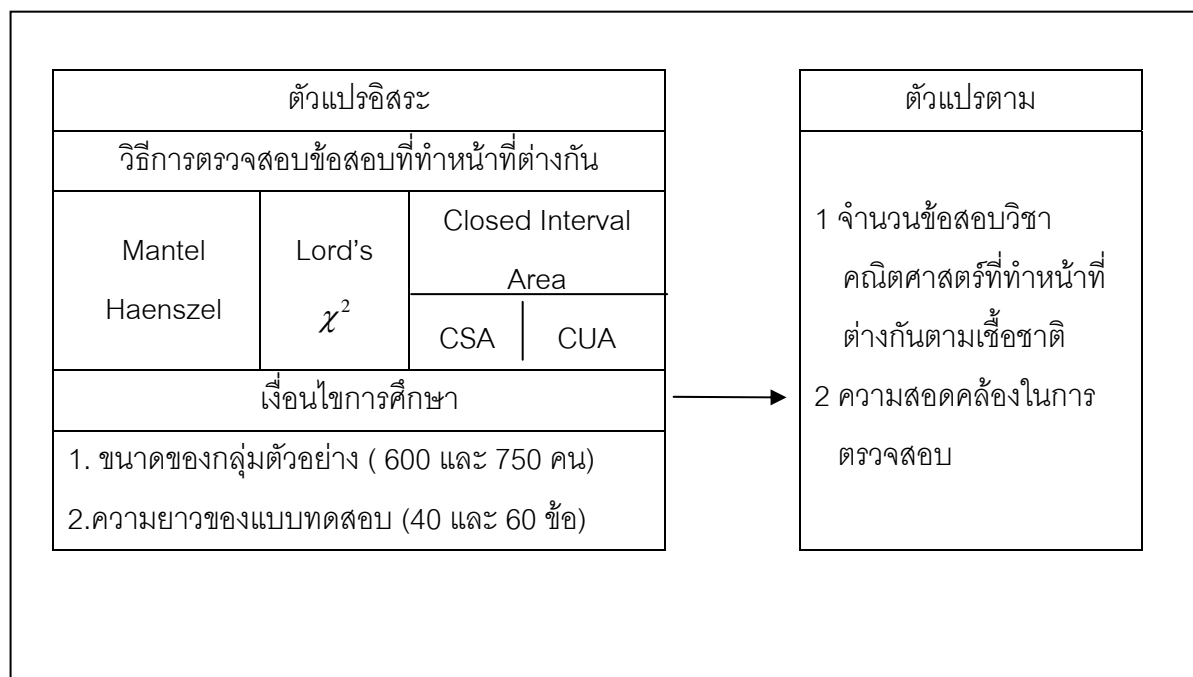 ตัวแปรอิสระ
วิธีการตรวจสอบข้อสอบที่ทำหน้าที่ต่างกัน
Mantel
Haenszel
Lord's
χ²
Closed Interval
Area
CSA
CUA
เงื่อนไขการศึกษา
1. ขนาดของกลุ่มตัวอย่าง ( 600 และ 750 คน)
2.ความยาวของแบบทดสอบ (40 และ 60 ข้อ)
ตัวแปรตาม
1 จำนวนข้อสอบวิชา
คณิตศาสตร์ที่ทำหน้าที่
ต่างกันตามเชื้อชาติ
2 ความสอดคล้องในการ
ตรวจสอบ